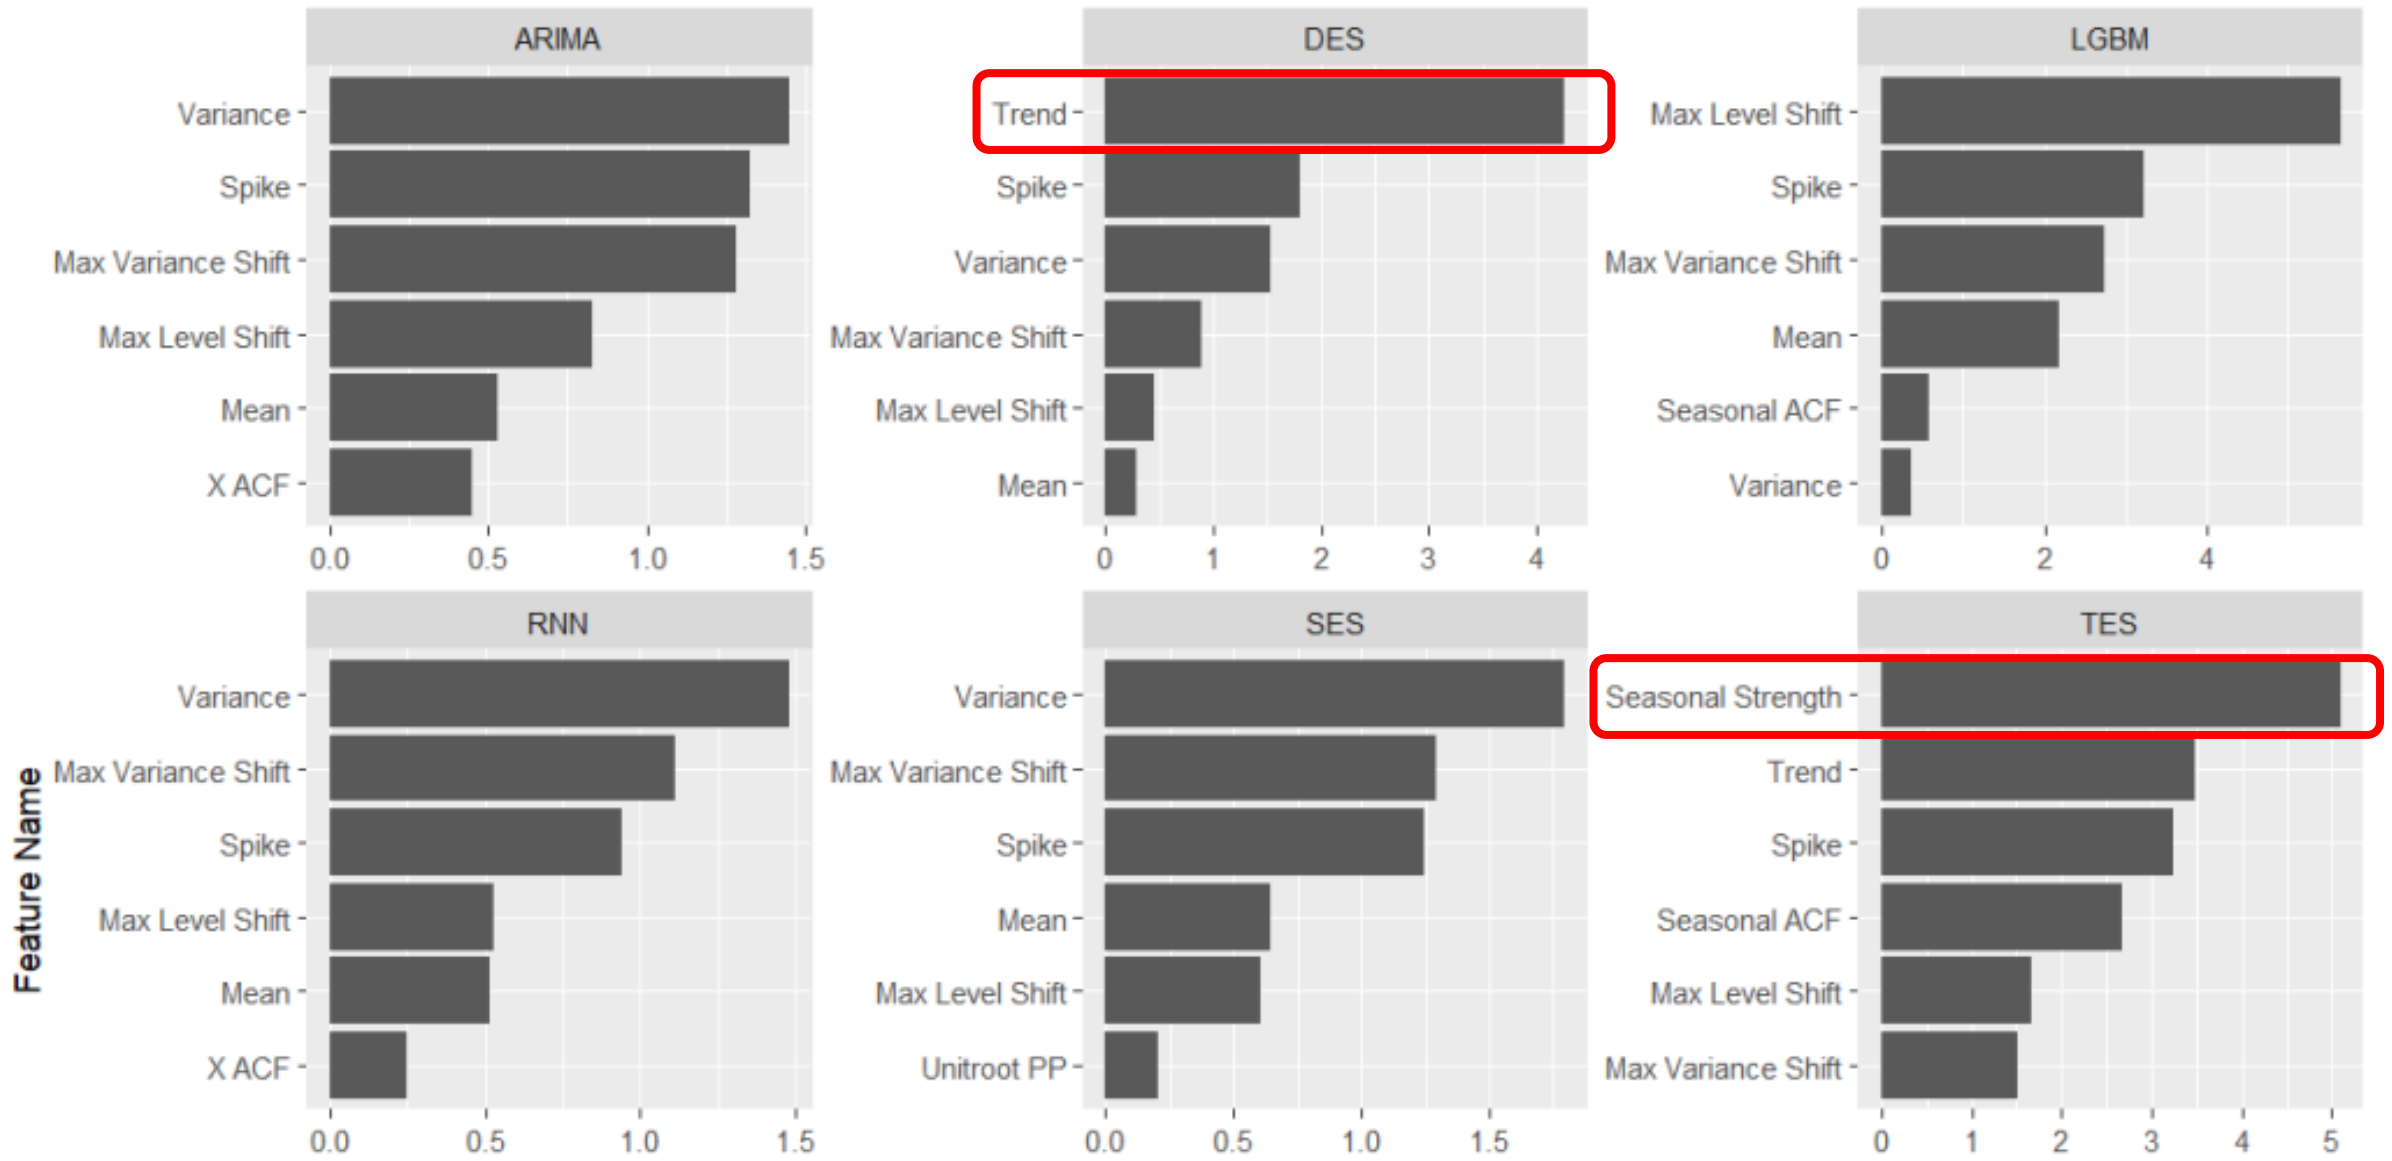 ARIMA
Variance
Spike
Max Variance Shift
Max Level Shift
Mean
X ACF
0.0 0.5 1.0 1.5
DES
Trend
Spike
Variance
Max Variance Shift
Max Level Shift
Mean
0 1 2 3 4
LGBM
Max Level Shift
Spike
Max Variance Shift
Mean
Seasonal ACF
Variance
0 2 4
Feature Name
RNN
Variance
Max Variance Shift
Spike
Max Level Shift
Mean
X ACF
0.0 0.5 1.0 1.5
SES
Variance
Max Variance Shift
Spike
Mean
Max Level Shift
Unitroot PP
0.0 0.5 1.0 1.5
TES
Seasonal Strength
Trend
Spike
Seasonal ACF
Max Level Shift
Max Variance Shift
0 1 2 3 4 5